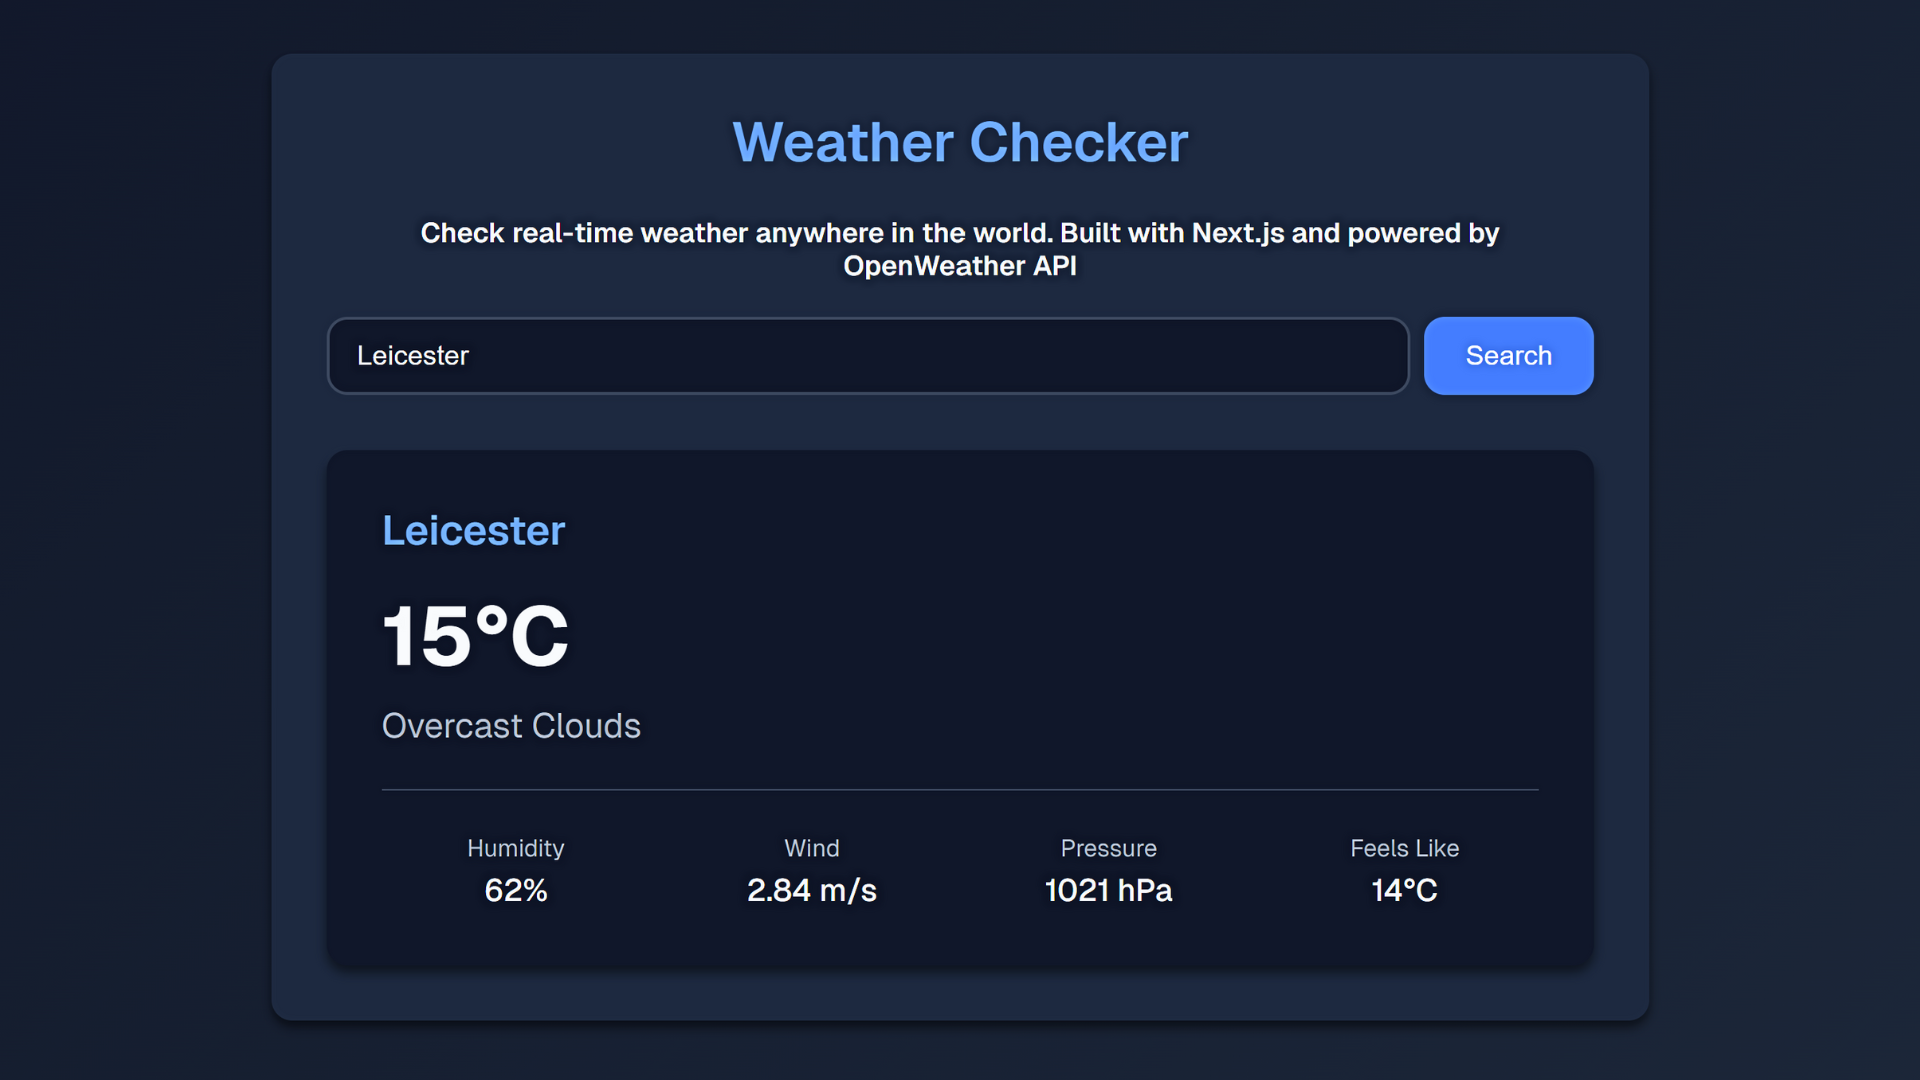 Weather Checker
Check real-time weather anywhere in the world. Built with Next.js and powered by
OpenWeather API
Leicester
Search
Leicester
15°C
Overcast Clouds
Humidity
62%
Wind
2.84 m/s
Pressure
1021 hPa
Feels Like
14°C